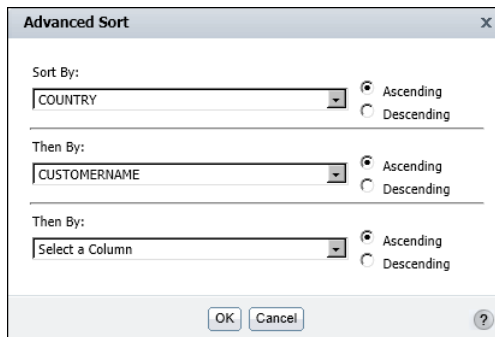 Advanced Sort x
Sort By:
COUNTRY
Ascending
Descending
Then By:
CUSTOMERNAME
Ascending
Descending
Then By:
Select a Column
Ascending
Descending
OK Cancel ?